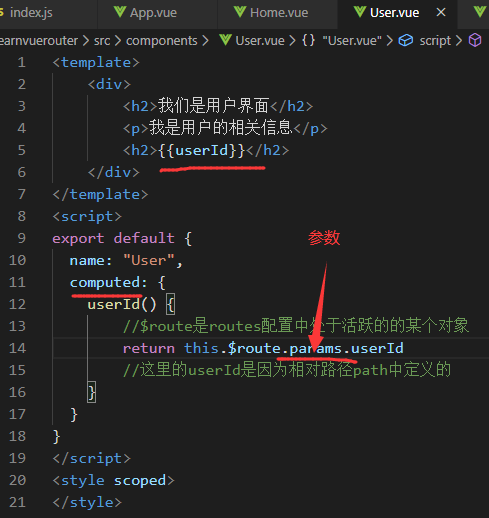 index.js App.vue Home.vue User.vue ×
earnvuerouter > src > components > User.vue > {} "User.vue" > script >
1 <template>
2 <div>
3 <h2>我们是用户界面</h2>
4 <p>我是用户的相关信息</p>
5 <h2>{{userId}}</h2>
6 </div>
7 </template>
8 <script>
9 export default {
参数
10 name: "User",
11 computed: {
12 userId() {
13 //$route是routes配置中处于活跃的的某个对象
14 return this.$route.params.userId
15 //这里的userId是因为相对路径path中定义的
16 }
17 }
18 }
19 </script>
20 <style scoped>
21 </style>